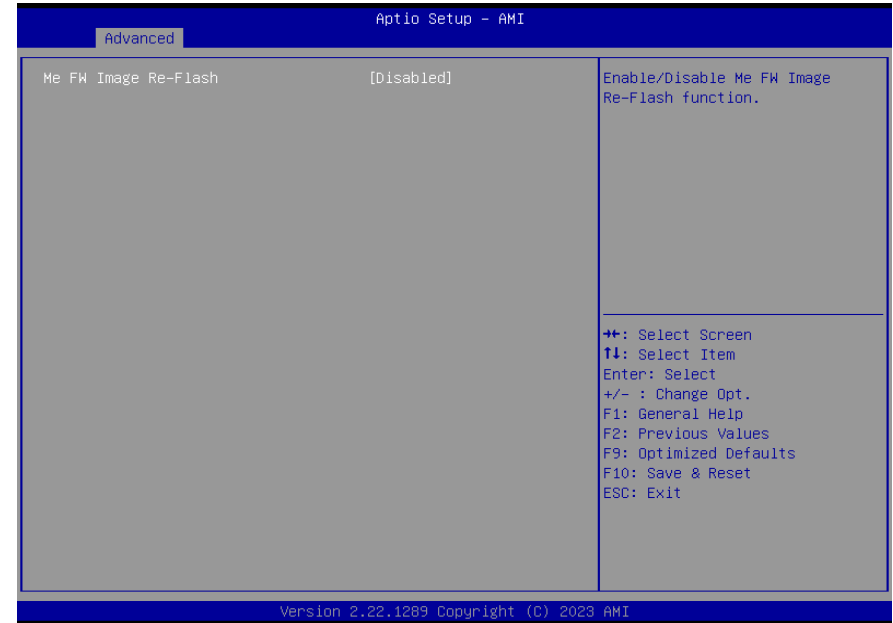 Aptio Setup – AMI
Advanced
Me FW Image Re-Flash [Disabled]
Enable/Disable Me FW Image
Re-Flash function.
→←: Select Screen
↑↓: Select Item
Enter: Select
+/- : Change Opt.
F1: General Help
F2: Previous Values
F9: Optimized Defaults
F10: Save & Reset
ESC: Exit
Version 2.22.1289 Copyright (C) 2023 AMI